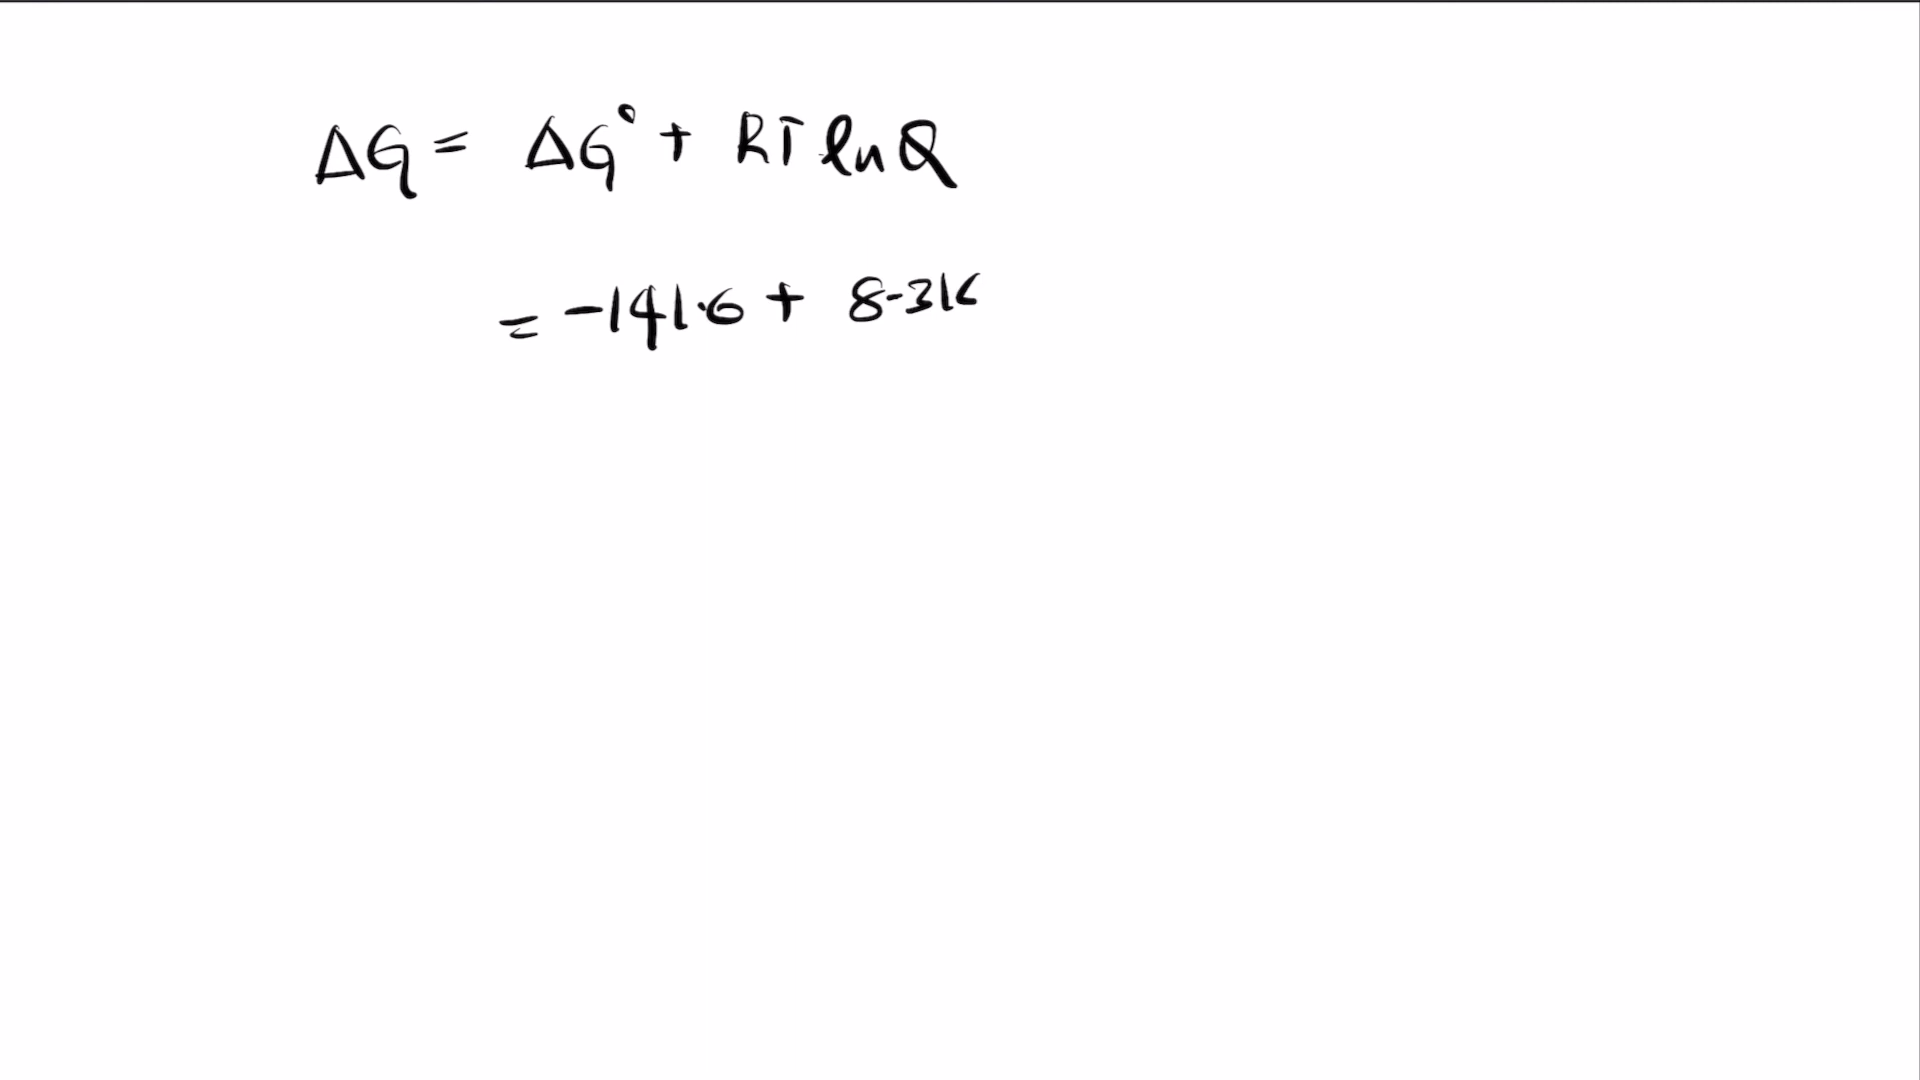 ΔG = ΔG° + RT ln Q
= -141.6 + 8.31